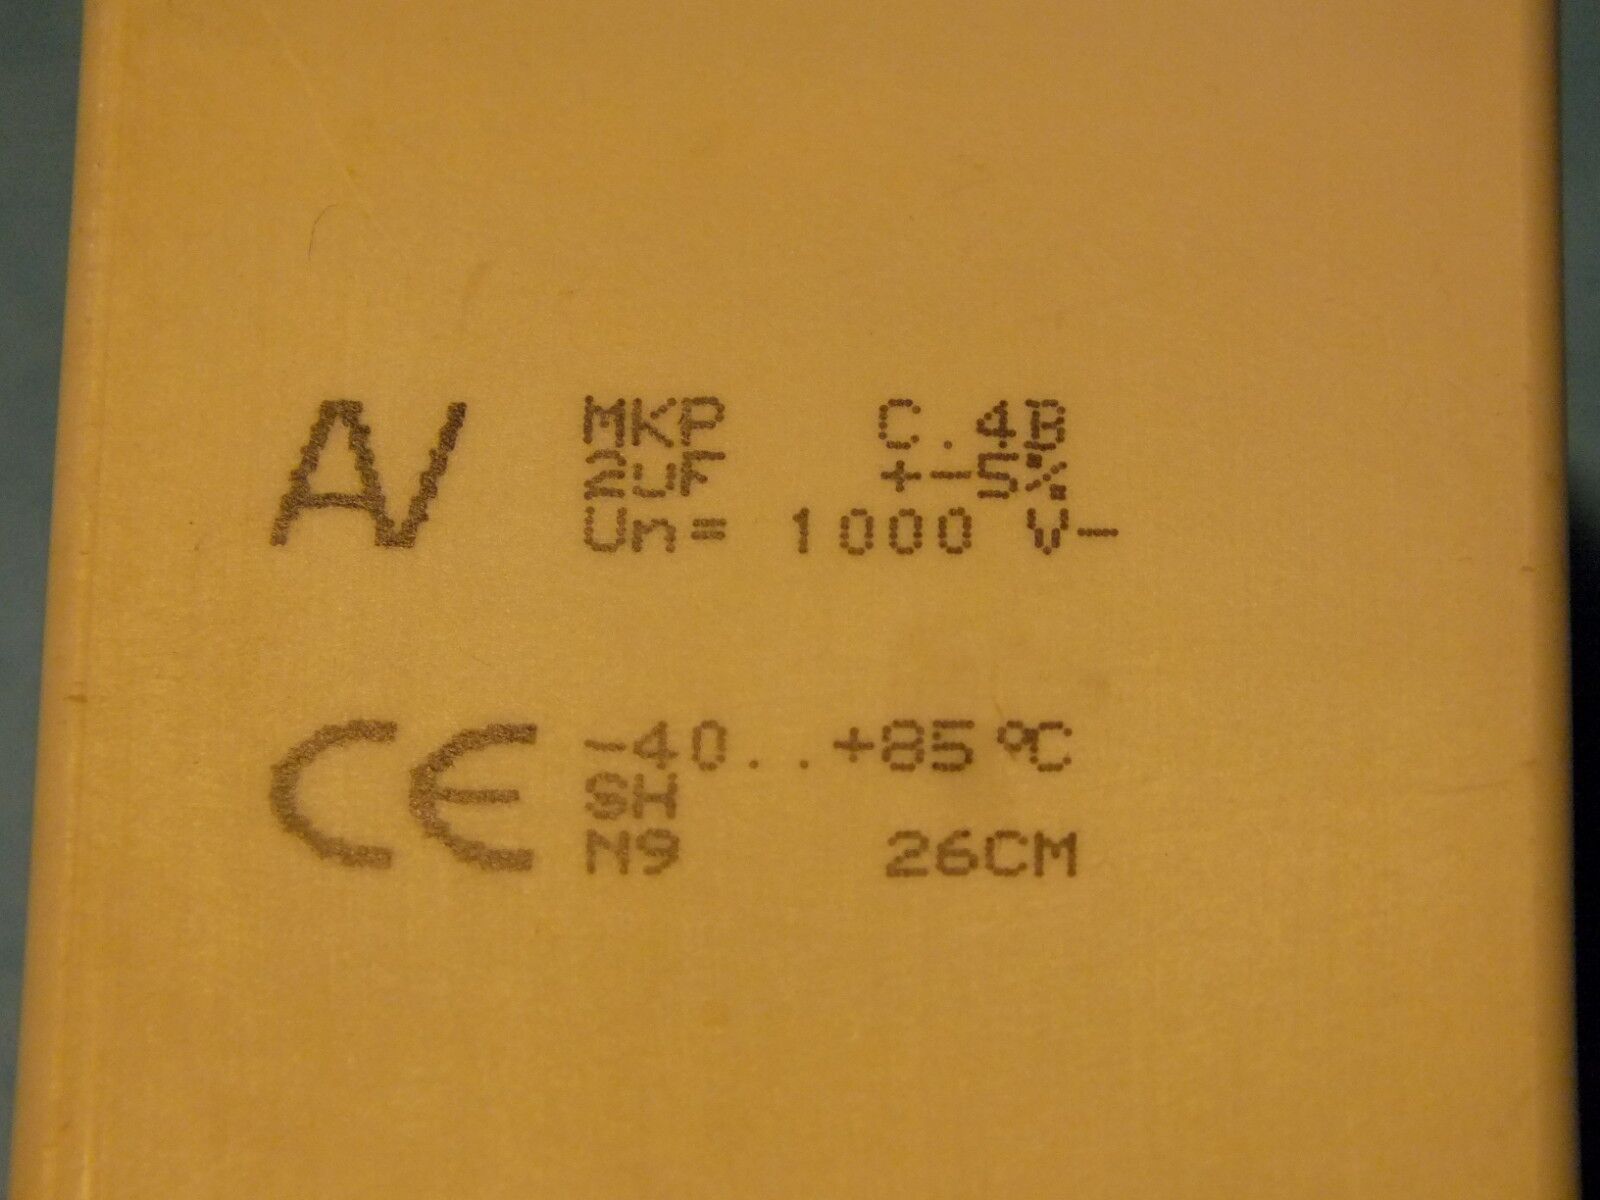 AV MKP C.4B
2uF +-5%
Un= 1000 V-
CE -40..+85°C
SH
N9 26CM